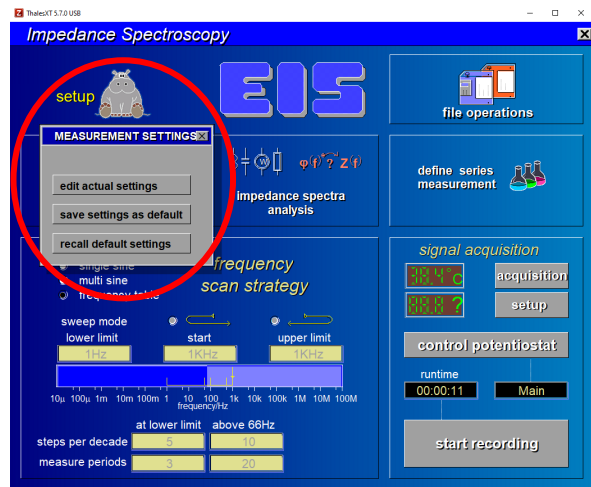 ThalesXT 5.7.0 USB
Impedance Spectroscopy
setup
EIS
file operations
MEASUREMENT SETTINGS
edit actual settings
save settings as default
recall default settings
φ(f) ? Z(f)
impedance spectra
analysis
define series
measurement
single sine
multi sine
frequency table
frequency
scan strategy
sweep mode
lower limit start upper limit
1Hz 1KHz 1KHz
10µ 100µ 1m 10m 100m 1 10 100 1K 10k 100k 1M 10M 100M
frequency/Hz
at lower limit above 66Hz
steps per decade 5 10
measure periods 3 20
signal acquisition
acquisition
setup
control potentiostat
runtime
00:00:11 Main
start recording